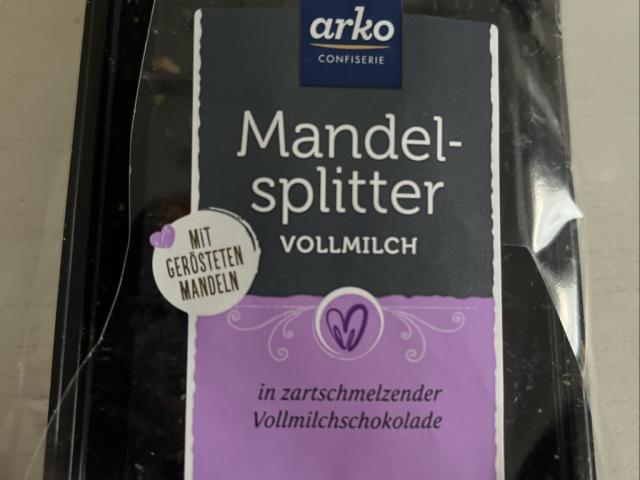 arko
CONFISERIE
Mandel-
splitter
VOLLMILCH
MIT
GERÖSTETEN
MANDELN
in zartschmelzender
Vollmilchschokolade